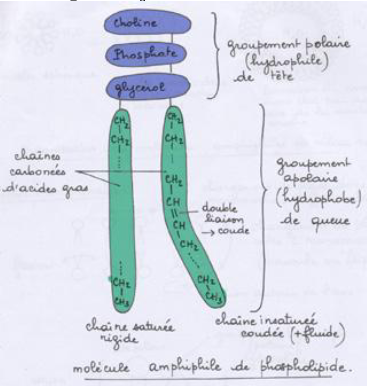 choline
Phosphate
glycérol
groupement polaire
(hydrophile)
de
tête
chaînes
carbonées
d'acides gras
CH2
CH2
CH2
CH3
CH2
CH2
CH2
CH
CH
CH2
CH2
CH3
double
liaison
→ coude
groupement
apolaire
(hydrophobe)
de queue
chaîne saturée
rigide
chaîne insaturée
coudée (+fluide)
molécule amphiphile de phospholipide.